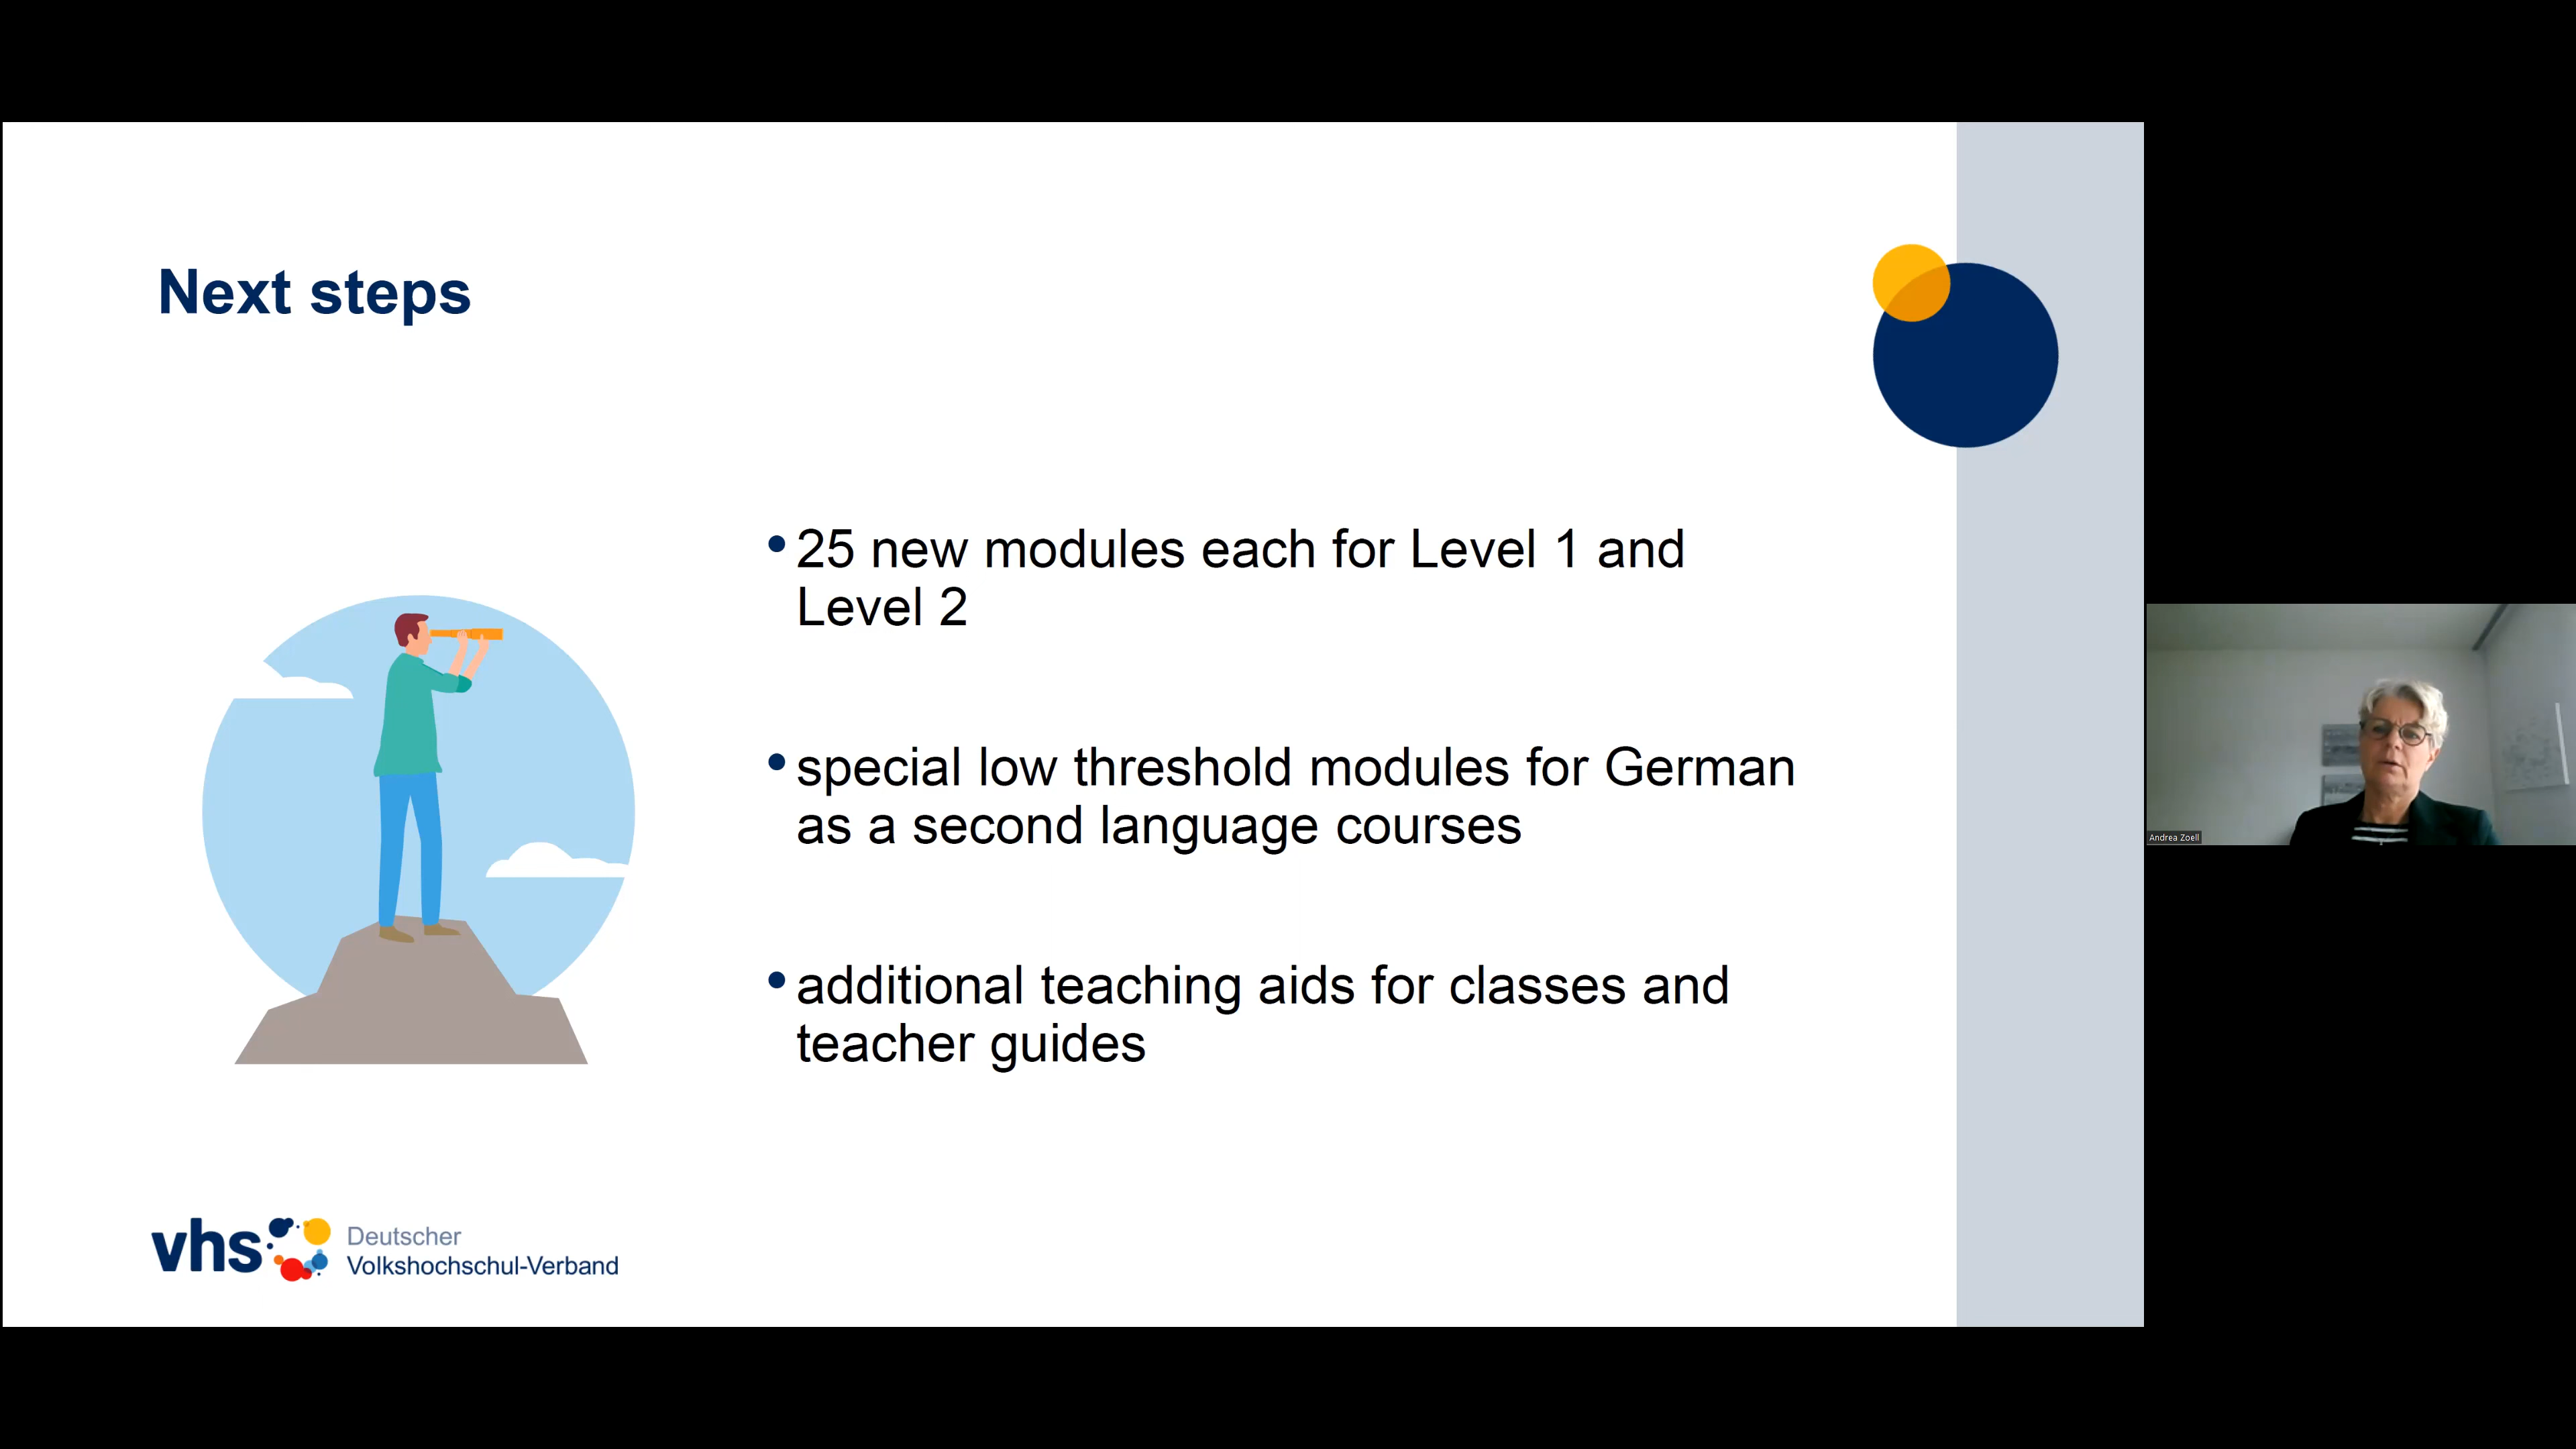 Next steps
• 25 new modules each for Level 1 and
Level 2
• special low threshold modules for German
as a second language courses
• additional teaching aids for classes and
teacher guides
vhs
Deutscher
Volkshochschul-Verband
Andrea Zoell